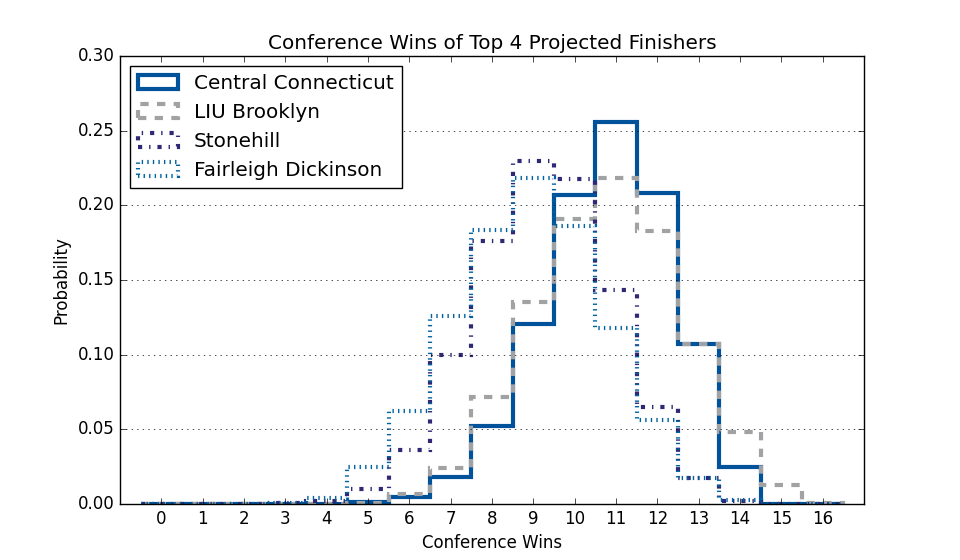 Conference Wins of Top 4 Projected Finishers
0.30
0.25
0.20
0.15
0.10
0.05
0.00
Probability
Central Connecticut
LIU Brooklyn
Stonehill
Fairleigh Dickinson
0 1 2 3 4 5 6 7 8 9 10 11 12 13 14 15 16
Conference Wins